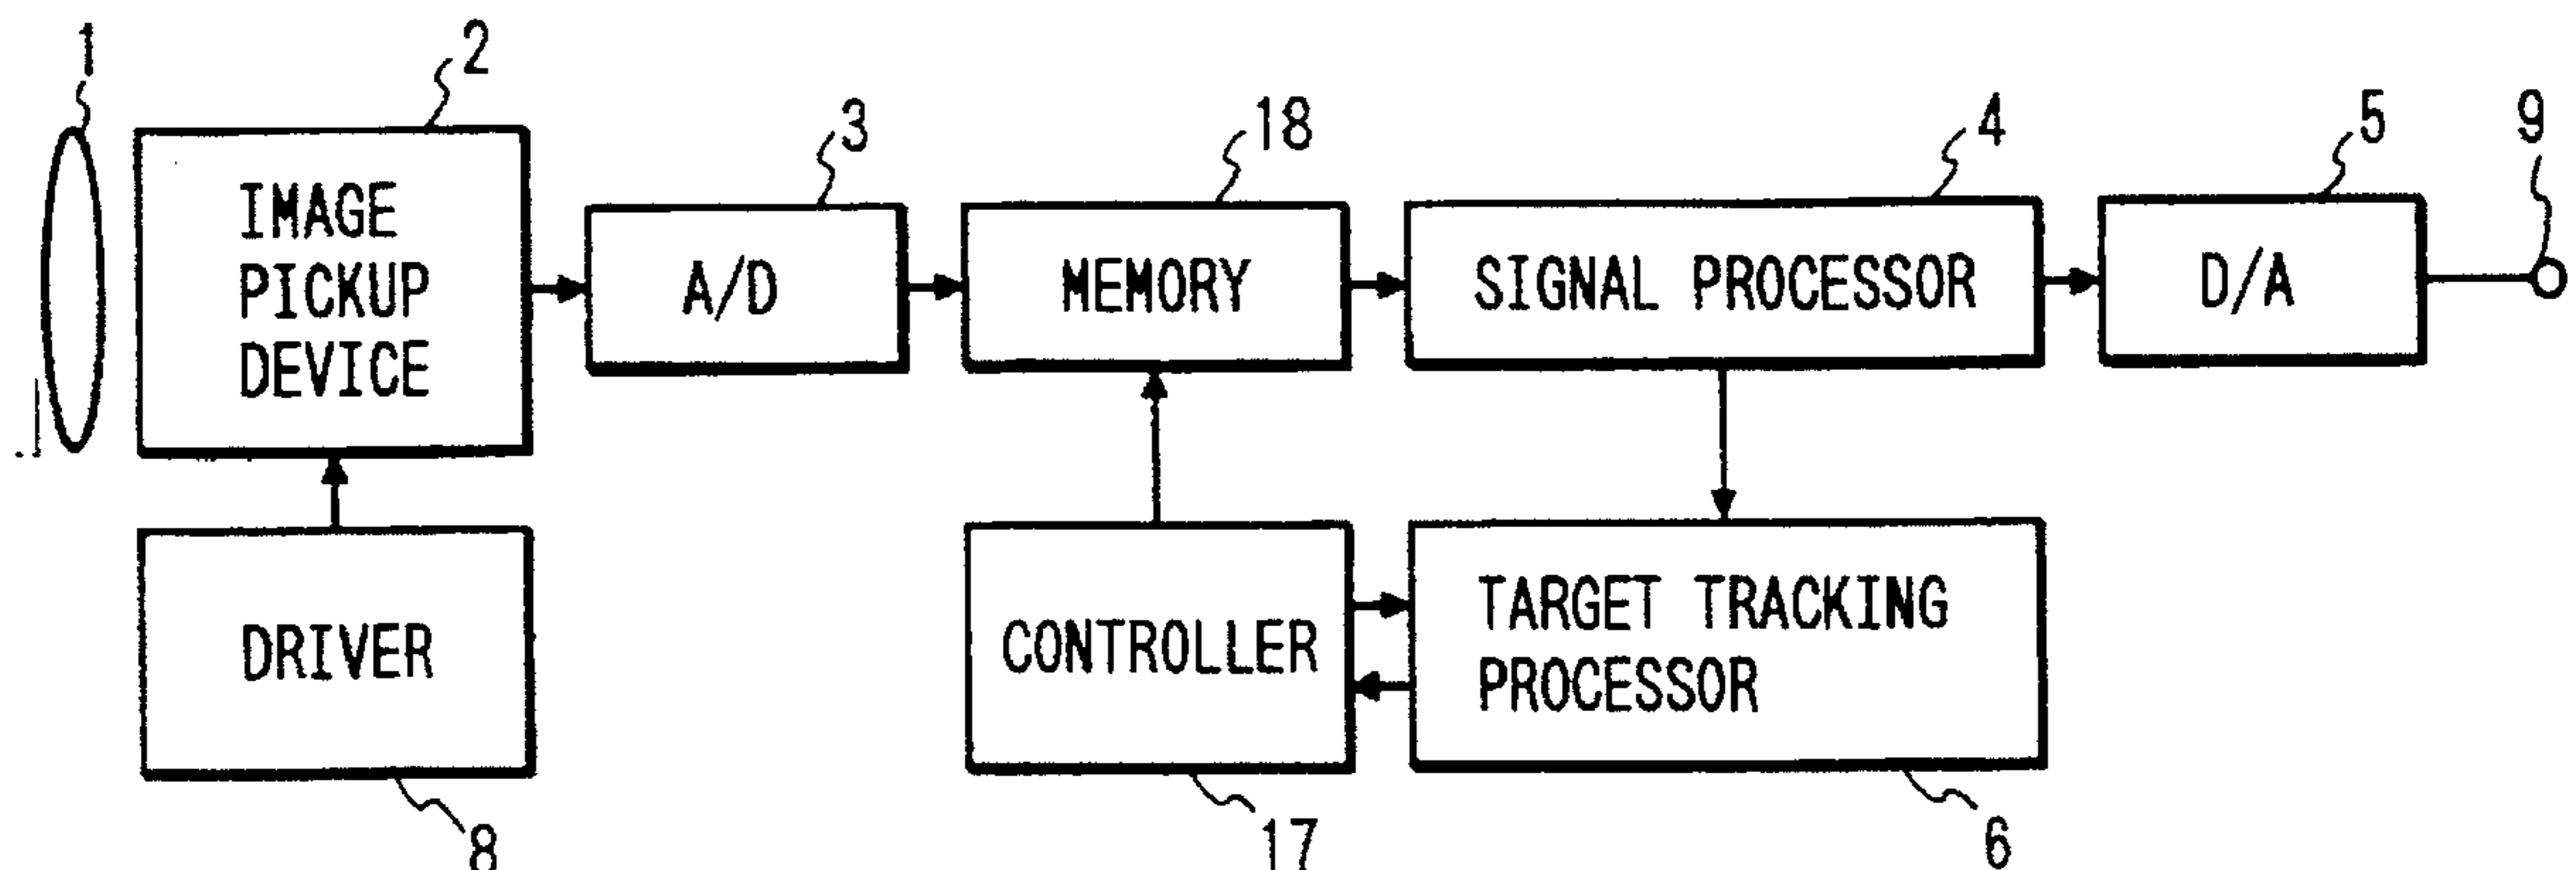 1
2
3
18
4
5
9
IMAGE
PICKUP
DEVICE
A/D
MEMORY
SIGNAL PROCESSOR
D/A
DRIVER
CONTROLLER
TARGET TRACKING
PROCESSOR
8
17
6